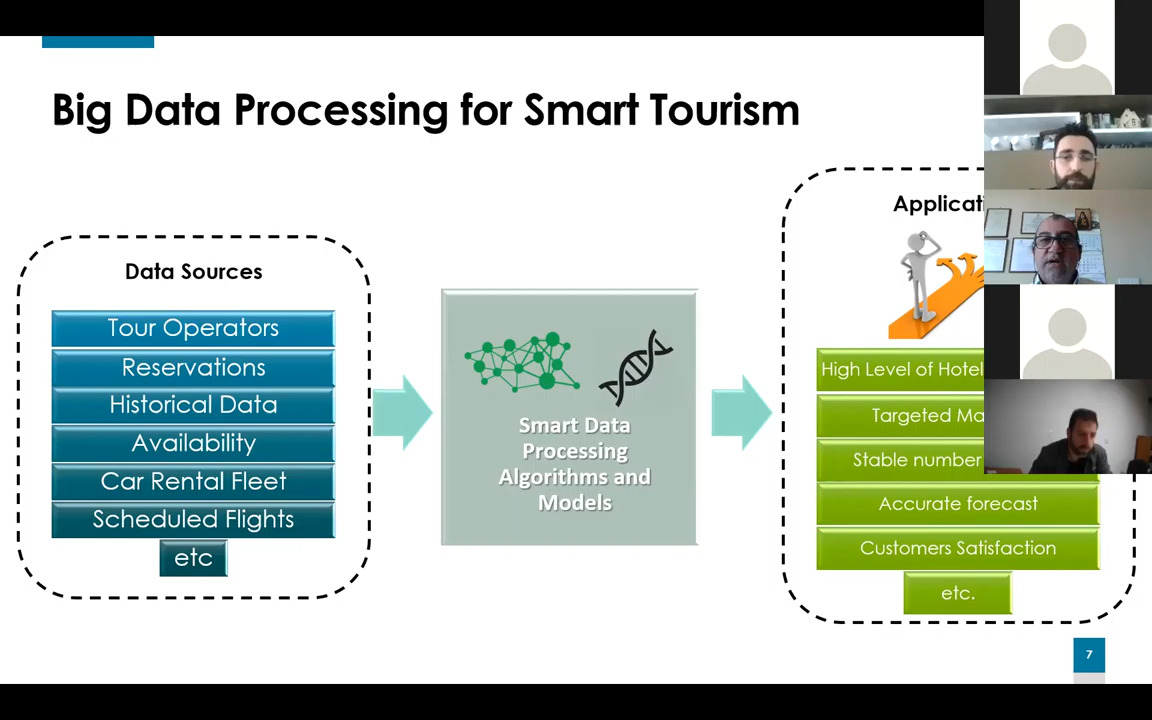 Big Data Processing for Smart Tourism
Data Sources
Tour Operators
Reservations
Historical Data
Availability
Car Rental Fleet
Scheduled Flights
etc
Smart Data
Processing
Algorithms and
Models
High Level of Hotel
Targeted
Stable number
Accurate forecast
Customers Satisfaction
etc.
7